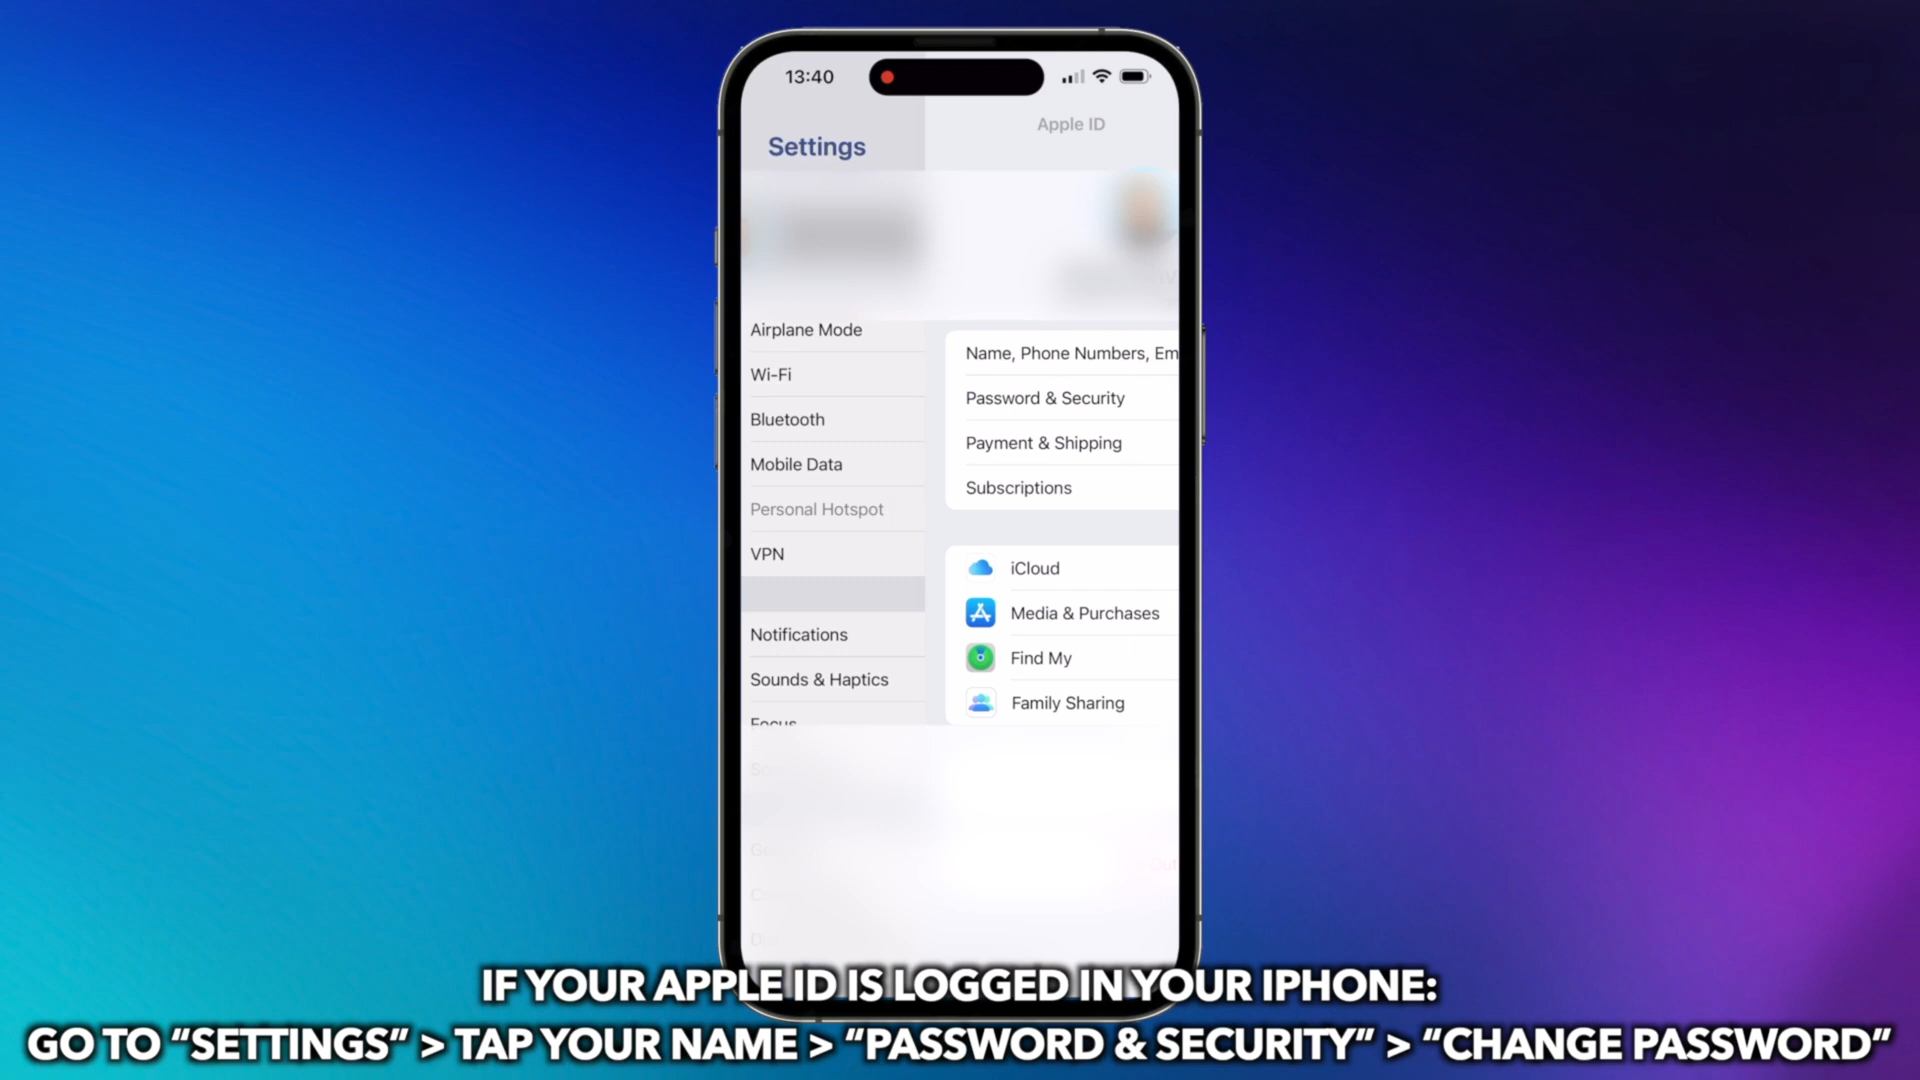 13:40
Apple ID
Settings
Airplane Mode
Wi-Fi
Bluetooth
Mobile Data
Personal Hotspot
VPN
Notifications
Sounds & Haptics
Focus
Name, Phone Numbers, Em
Password & Security
Payment & Shipping
Subscriptions
iCloud
Media & Purchases
Find My
Family Sharing
IF YOUR APPLE ID IS LOGGED IN YOUR IPHONE:
GO TO “SETTINGS” > TAP YOUR NAME > “PASSWORD & SECURITY” > “CHANGE PASSWORD“